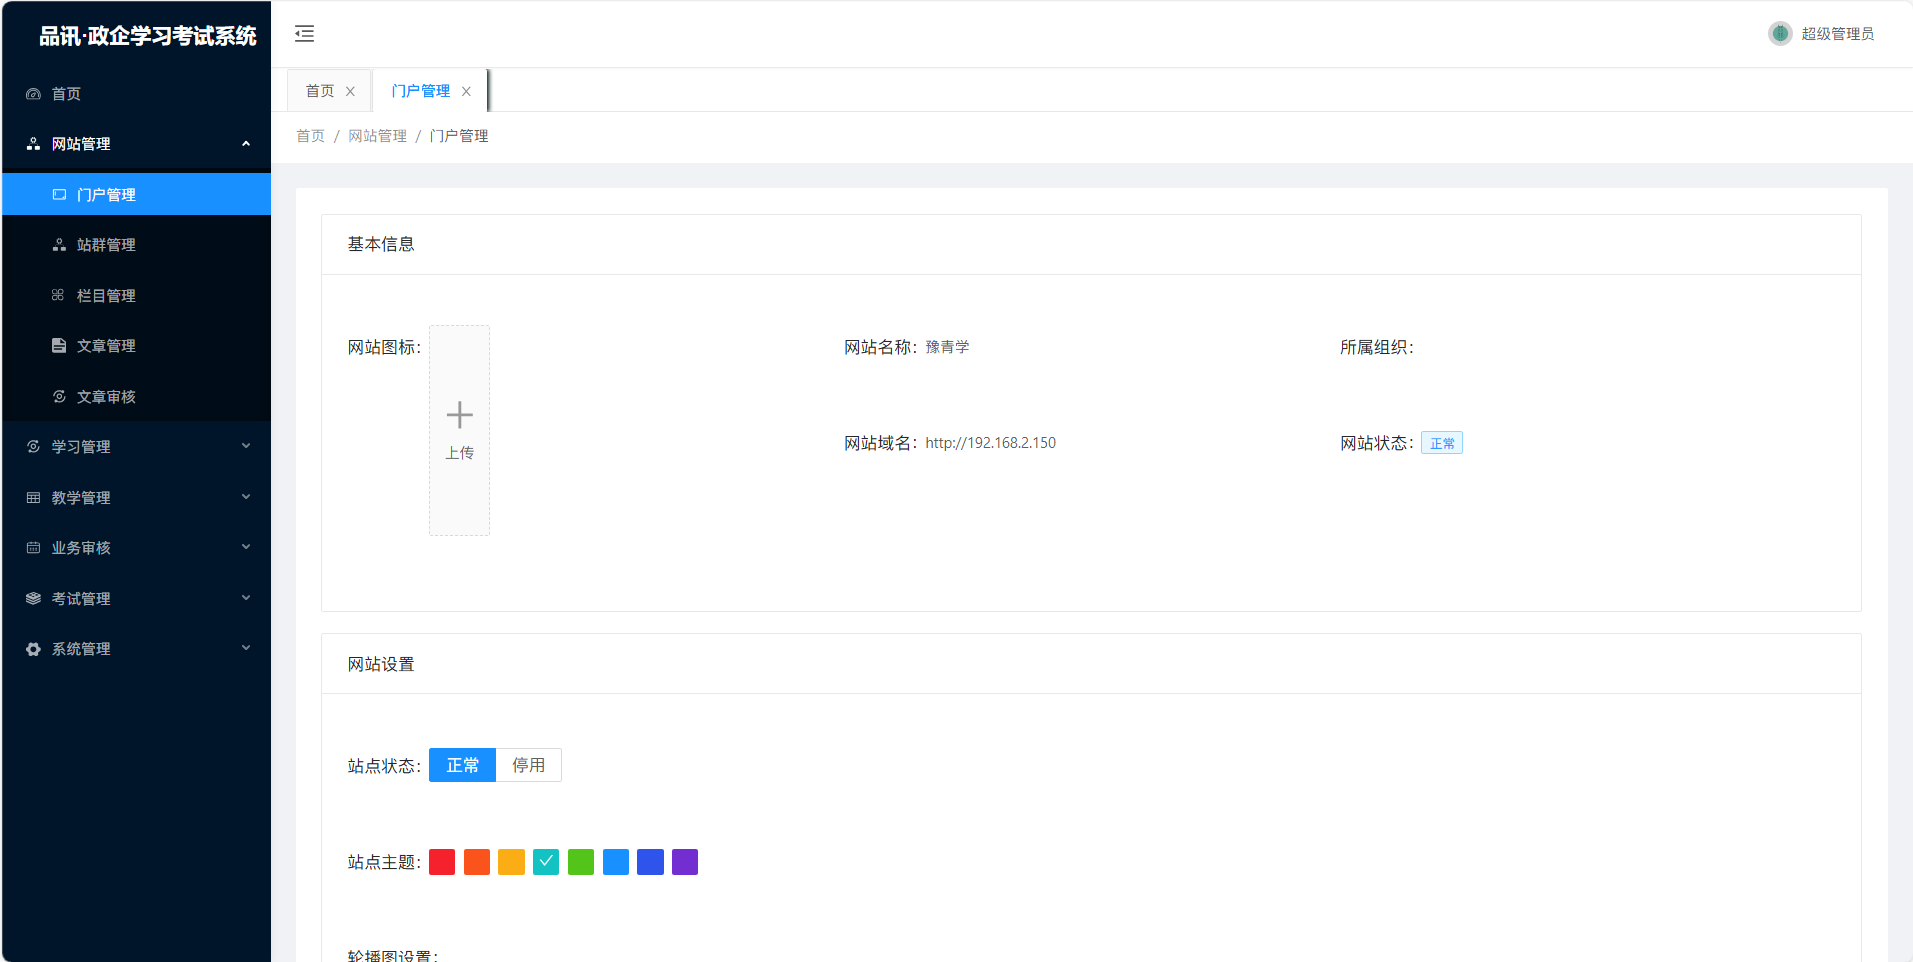 品讯·政企学习考试系统
首页
网站管理
门户管理
站群管理
栏目管理
文章管理
文章审核
学习管理
教学管理
业务审核
考试管理
系统管理
超级管理员
首页
门户管理
首页 / 网站管理 / 门户管理
基本信息
网站图标：
上传
网站名称：豫青学
所属组织：
网站域名：http://192.168.2.150
网站状态：正常
网站设置
站点状态：正常 停用
站点主题：
轮播图设置：